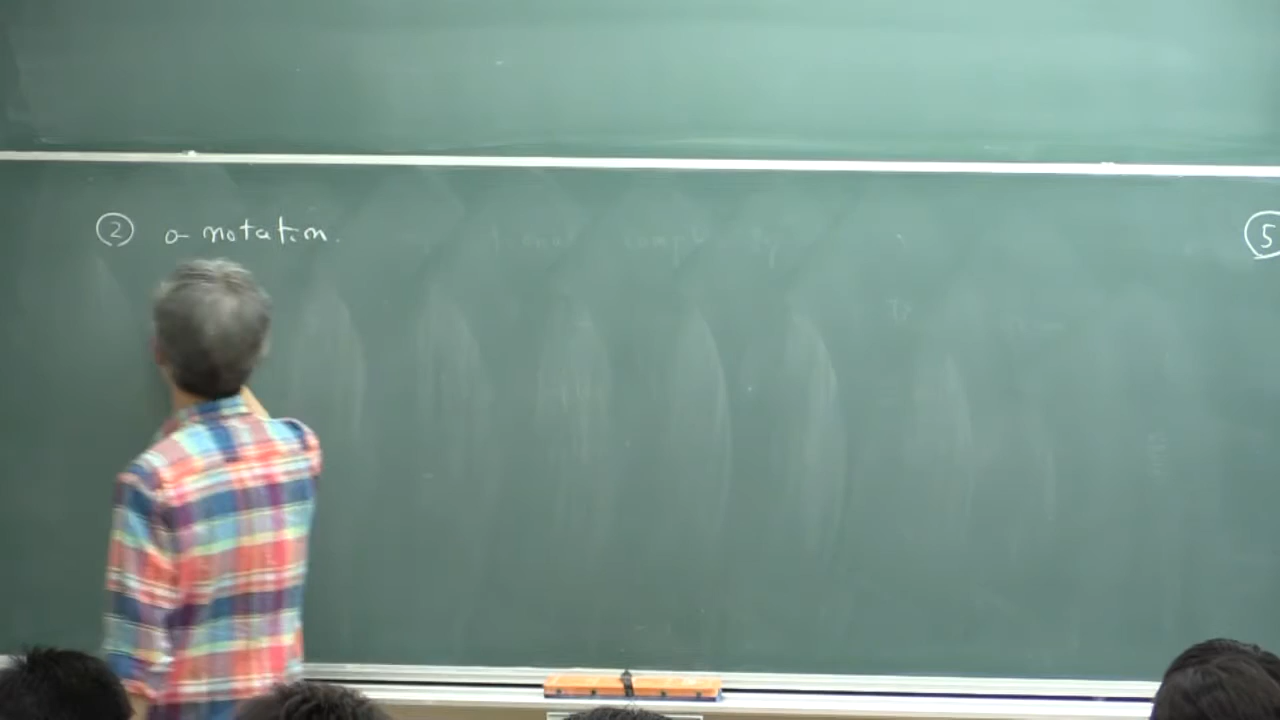 ② o-notation.
⑤